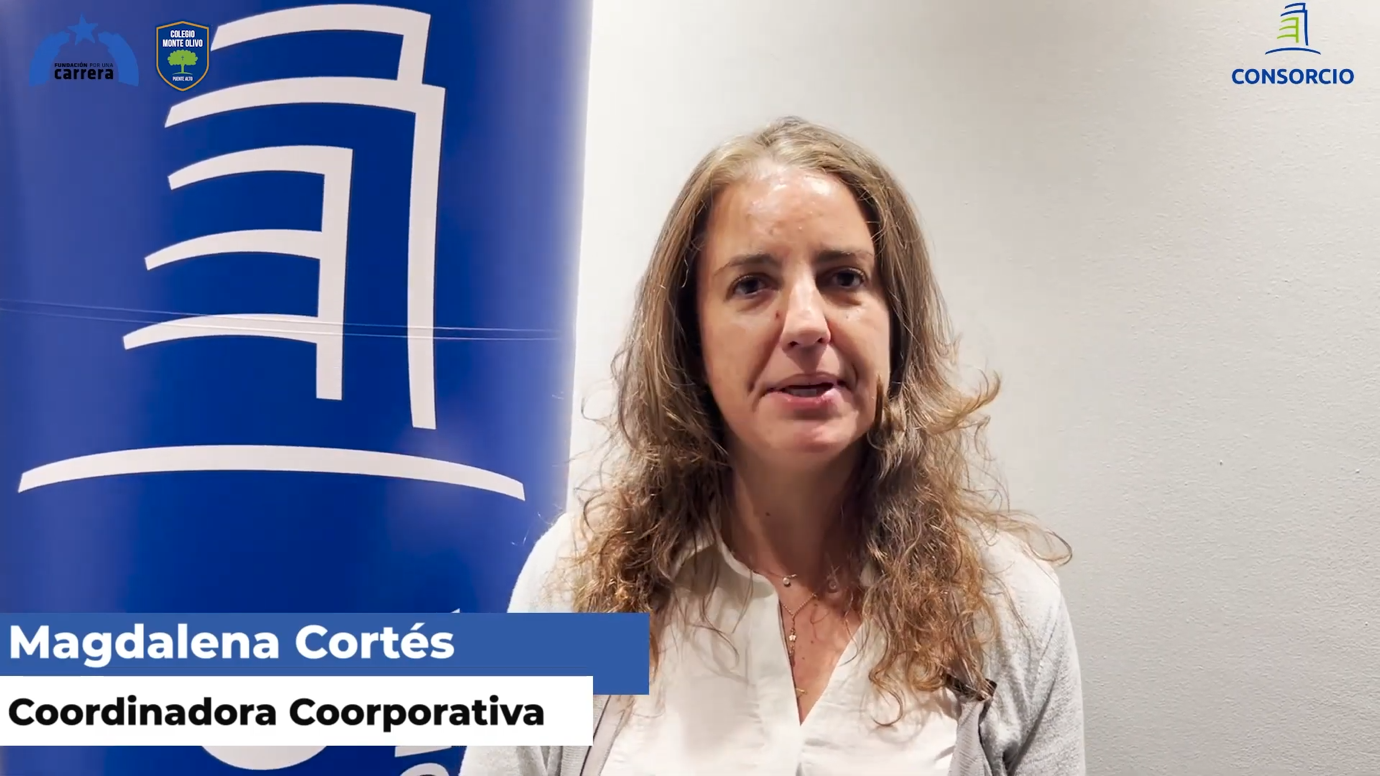 FUNDACIÓN POR UNA
carrera
COLEGIO
MONTE OLIVO
PUENTE ALTO
CONSORCIO
Magdalena Cortés
Coordinadora Coorporativa